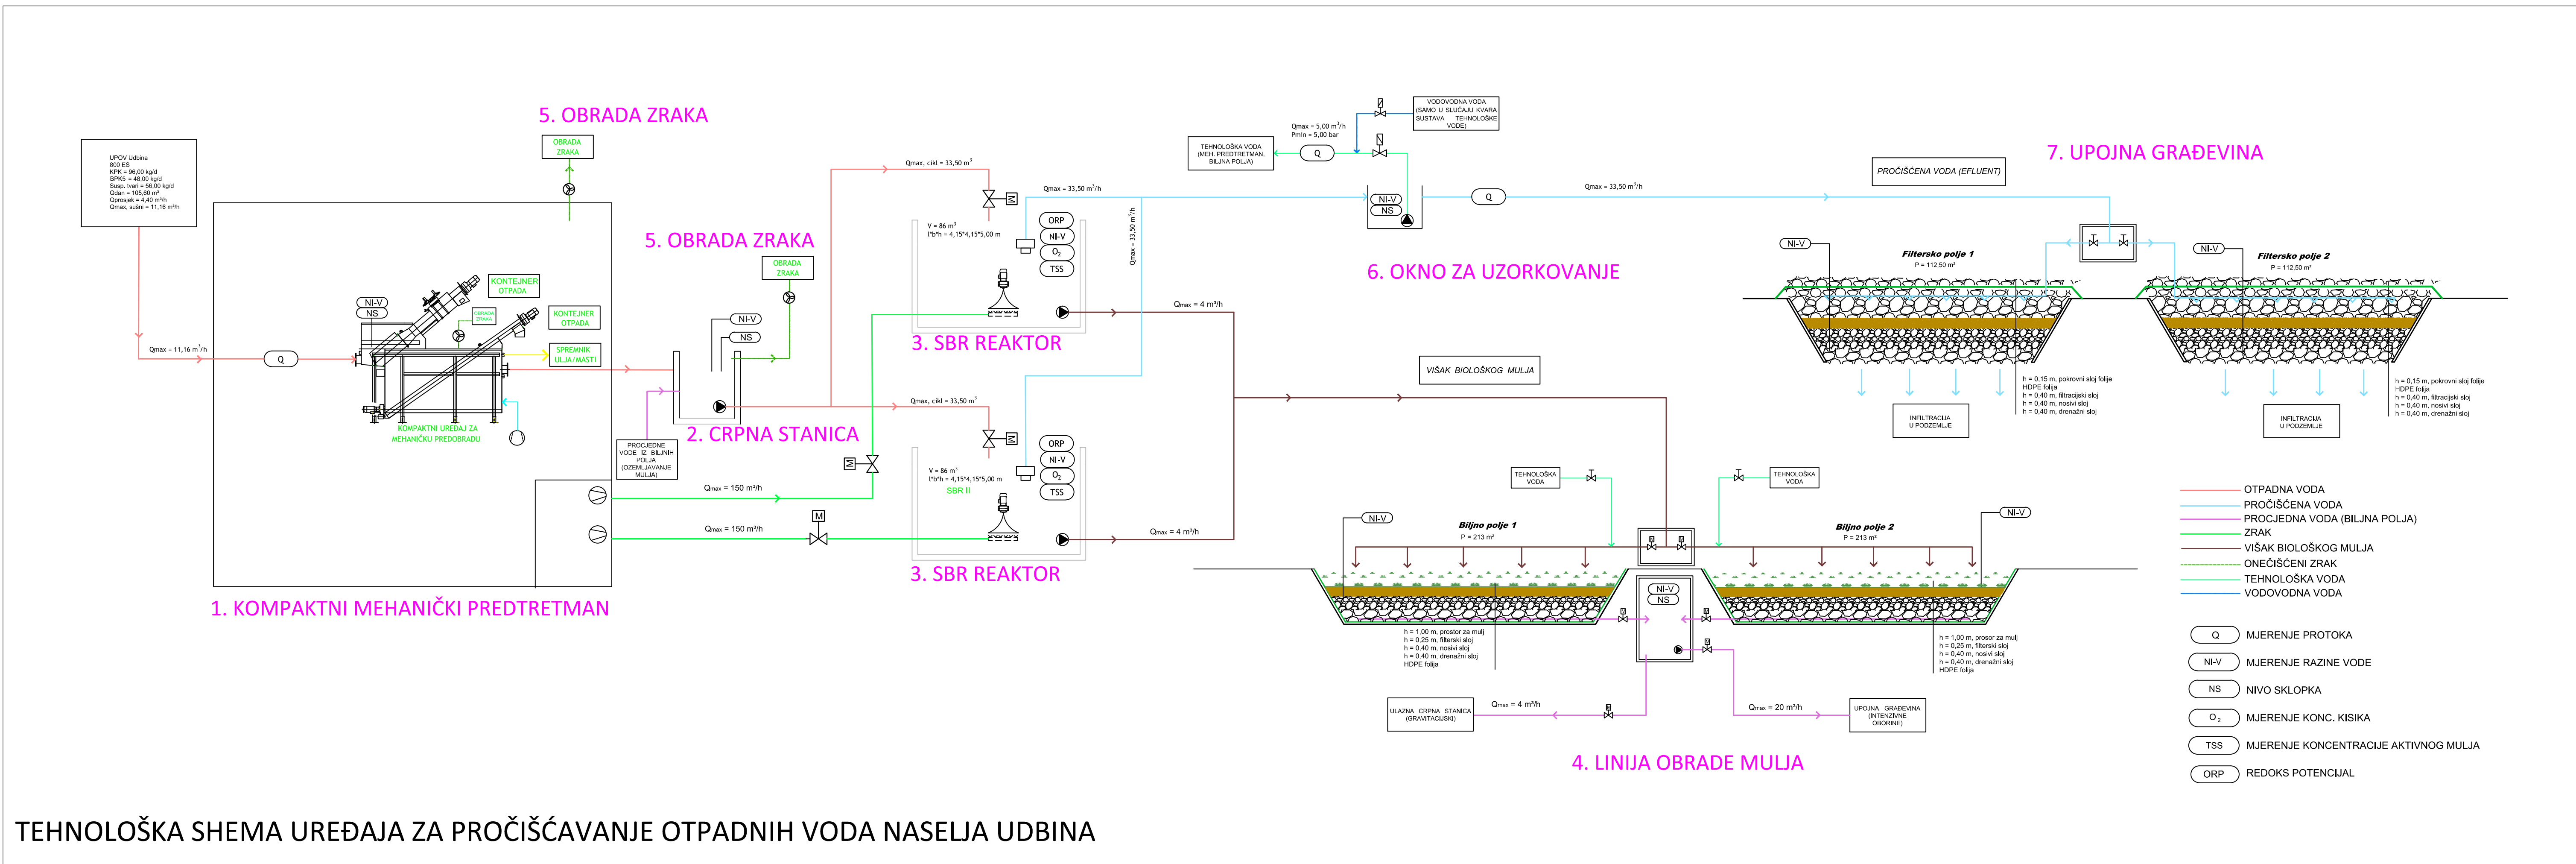 5. OBRADA ZRAKA
OBRADA
ZRAKA
UPOV Udbina
800 ES
KPK = 96,00 kg/d
BPK5 = 48,00 kg/d
Susp. tvari = 56,00 kg/d
Qdan = 105,60 m³
Qprosjek = 4,40 m³/h
Qmax, sušni = 11,16 m³/h
Qmax = 11,16 m³/h
Q
NI-V
NS
KONTEJNER
OTPADA
OBRADA
ZRAKA
KONTEJNER
OTPADA
SPREMNIK
ULJA/MASTI
KOMPAKTNI UREĐAJ ZA
MEHANIČKU PREDOBRADU
1. KOMPAKTNI MEHANIČKI PREDTRETMAN
5. OBRADA ZRAKA
OBRADA
ZRAKA
NI-V
NS
2. CRPNA STANICA
PROCJEDNE
VODE IZ BILJNIH
POLJA
(OZEMLJAVANJE
MULJA)
Qmax = 150 m³/h
Qmax = 150 m³/h
M
M
Qmax, cikl = 33,50 m³
M
V = 86 m³
l*b*h = 4,15*4,15*5,00 m
ORP
NI-V
O₂
TSS
3. SBR REAKTOR
Qmax, cikl = 33,50 m³
M
V = 86 m³
l*b*h = 4,15*4,15*5,00 m
SBR II
ORP
NI-V
O₂
TSS
3. SBR REAKTOR
Qmax = 33,50 m³/h
Qmax = 33,50 m³/h
Qmax = 4 m³/h
Qmax = 4 m³/h
TEHNOLOŠKA VODA
(MEH. PREDTRETMAN,
BILJNA POLJA)
Q
Qmax = 5,00 m³/h
Pmin = 5,00 bar
VODOVODNA VODA
(SAMO U SLUČAJU KVARA
SUSTAVA TEHNOLOŠKE
VODE)
NI-V
NS
6. OKNO ZA UZORKOVANJE
Q
Qmax = 33,50 m³/h
PROČIŠĆENA VODA (EFLUENT)
7. UPOJNA GRAĐEVINA
NI-V
Filtersko polje 1
P = 112,50 m²
NI-V
Filtersko polje 2
P = 112,50 m²
h = 0,15 m, pokrovni sloj folije
HDPE folija
h = 0,40 m, filtracijski sloj
h = 0,40 m, nosivi sloj
h = 0,40 m, drenažni sloj
h = 0,15 m, pokrovni sloj folije
HDPE folija
h = 0,40 m, filtracijski sloj
h = 0,40 m, nosivi sloj
h = 0,40 m, drenažni sloj
INFILTRACIJA
U PODZEMLJE
INFILTRACIJA
U PODZEMLJE
VIŠAK BIOLOŠKOG MULJA
TEHNOLOŠKA
VODA
TEHNOLOŠKA
VODA
NI-V
Biljno polje 1
P = 213 m²
Biljno polje 2
P = 213 m²
NI-V
NI-V
NS
h = 1,00 m, prostor za mulj
h = 0,25 m, filterski sloj
h = 0,40 m, nosivi sloj
h = 0,40 m, drenažni sloj
HDPE folija
h = 1,00 m, prosor za mulj
h = 0,25 m, filterski sloj
h = 0,40 m, nosivi sloj
h = 0,40 m, drenažni sloj
HDPE folija
ULAZNA CRPNA STANICA
(GRAVITACIJSKI)
Qmax = 4 m³/h
Qmax = 20 m³/h
UPOJNA GRAĐEVINA
(INTENZIVNE
OBORINE)
4. LINIJA OBRADE MULJA
OTPADNA VODA
PROČIŠĆENA VODA
PROCJEDNA VODA (BILJNA POLJA)
ZRAK
VIŠAK BIOLOŠKOG MULJA
ONEČIŠĆENI ZRAK
TEHNOLOŠKA VODA
VODOVODNA VODA
Q MJERENJE PROTOKA
NI-V MJERENJE RAZINE VODE
NS NIVO SKLOPKA
O₂ MJERENJE KONC. KISIKA
TSS MJERENJE KONCENTRACIJE AKTIVNOG MULJA
ORP REDOKS POTENCIJAL
TEHNOLOŠKA SHEMA UREĐAJA ZA PROČIŠĆAVANJE OTPADNIH VODA NASELJA UDBINA